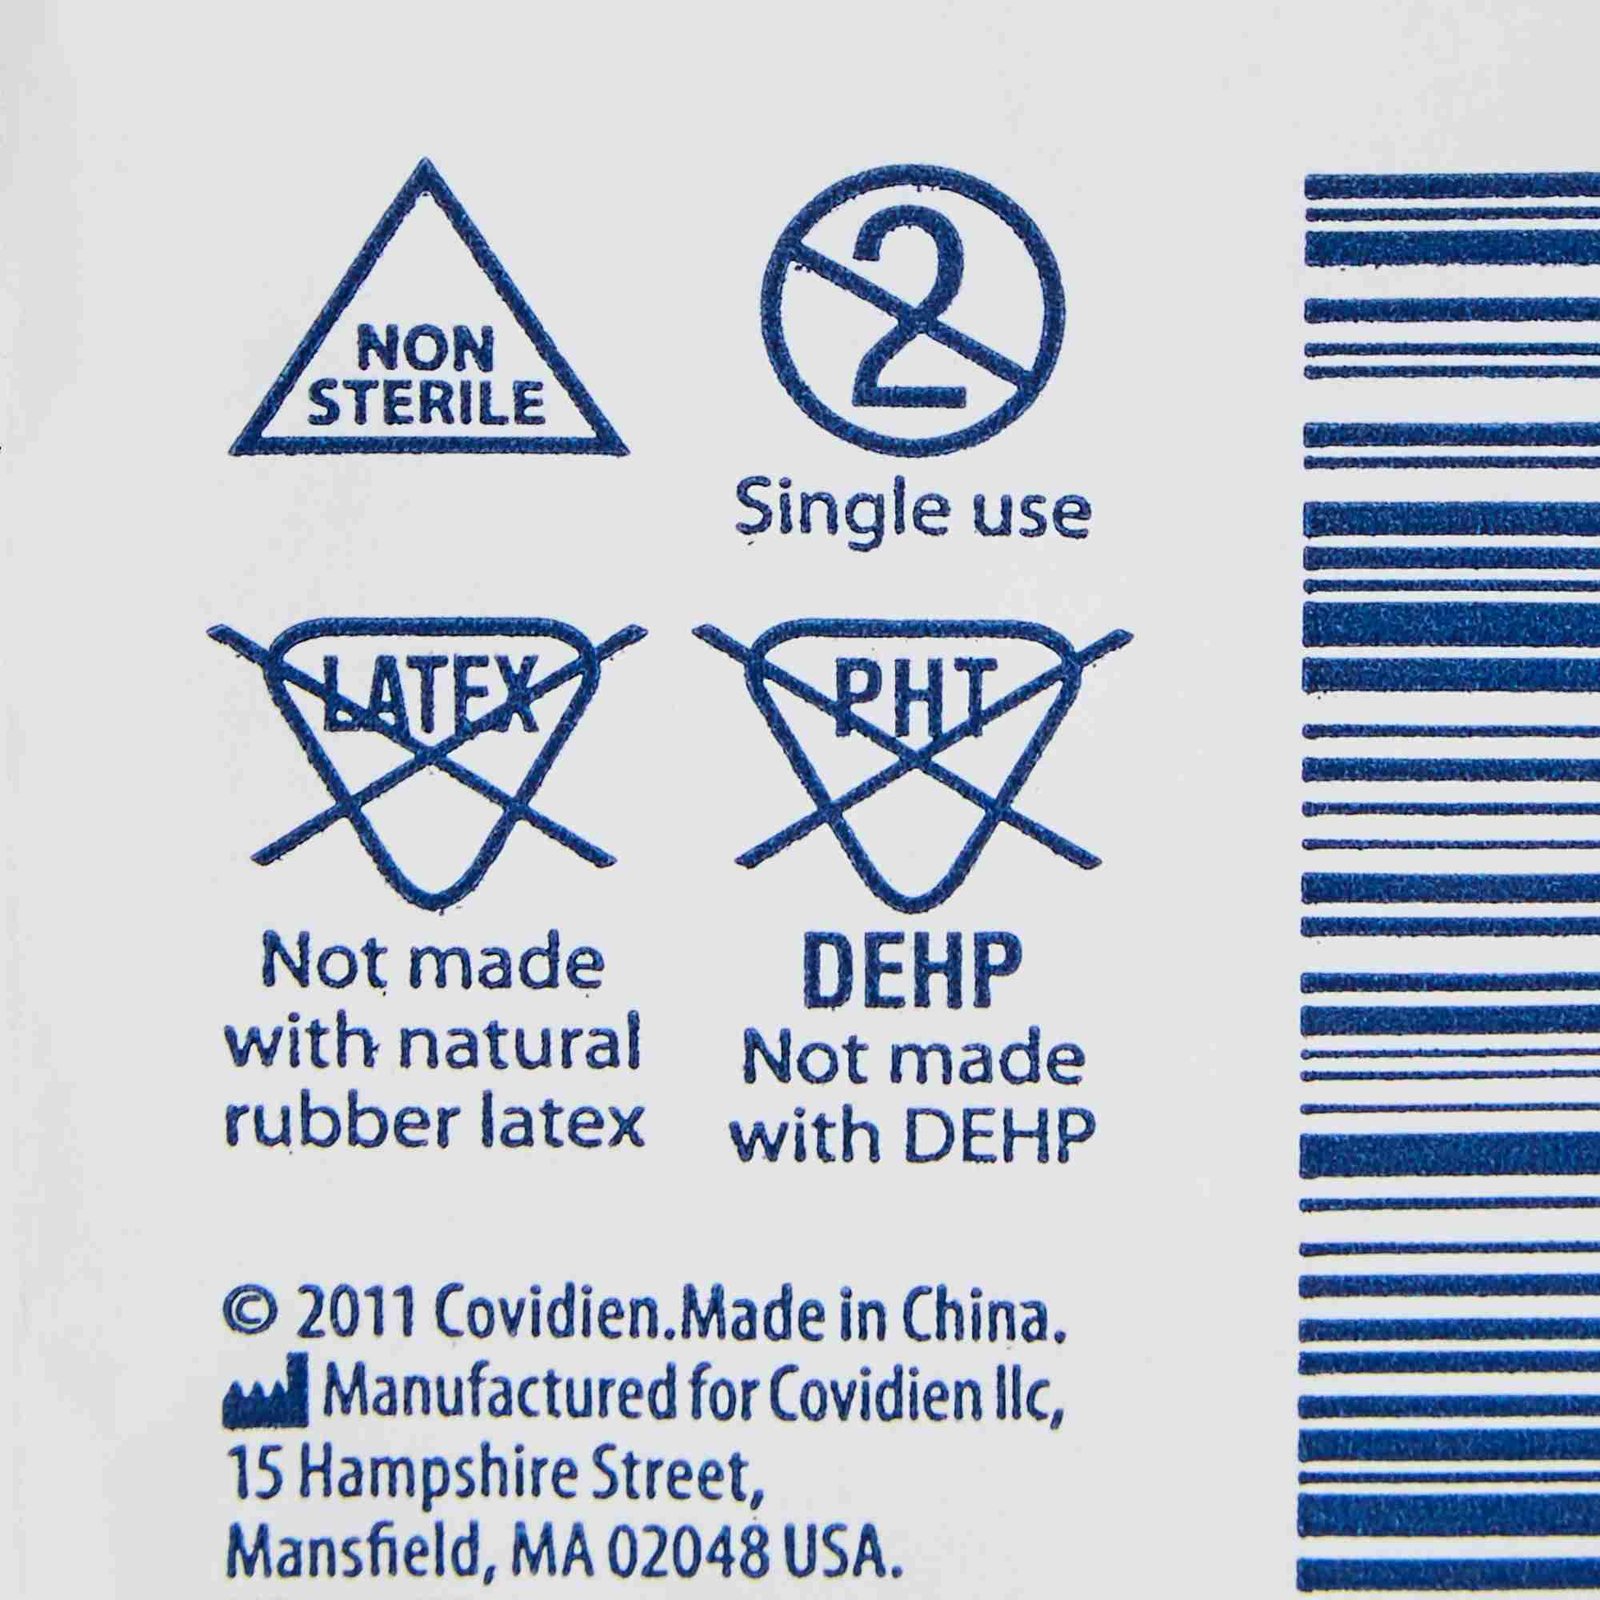 NON
STERILE
2
Single use
LATEX
PHT
Not made
with natural
rubber latex
DEHP
Not made
with DEHP
© 2011 Covidien.Made in China.
Manufactured for Covidien llc,
15 Hampshire Street,
Mansfield, MA 02048 USA.